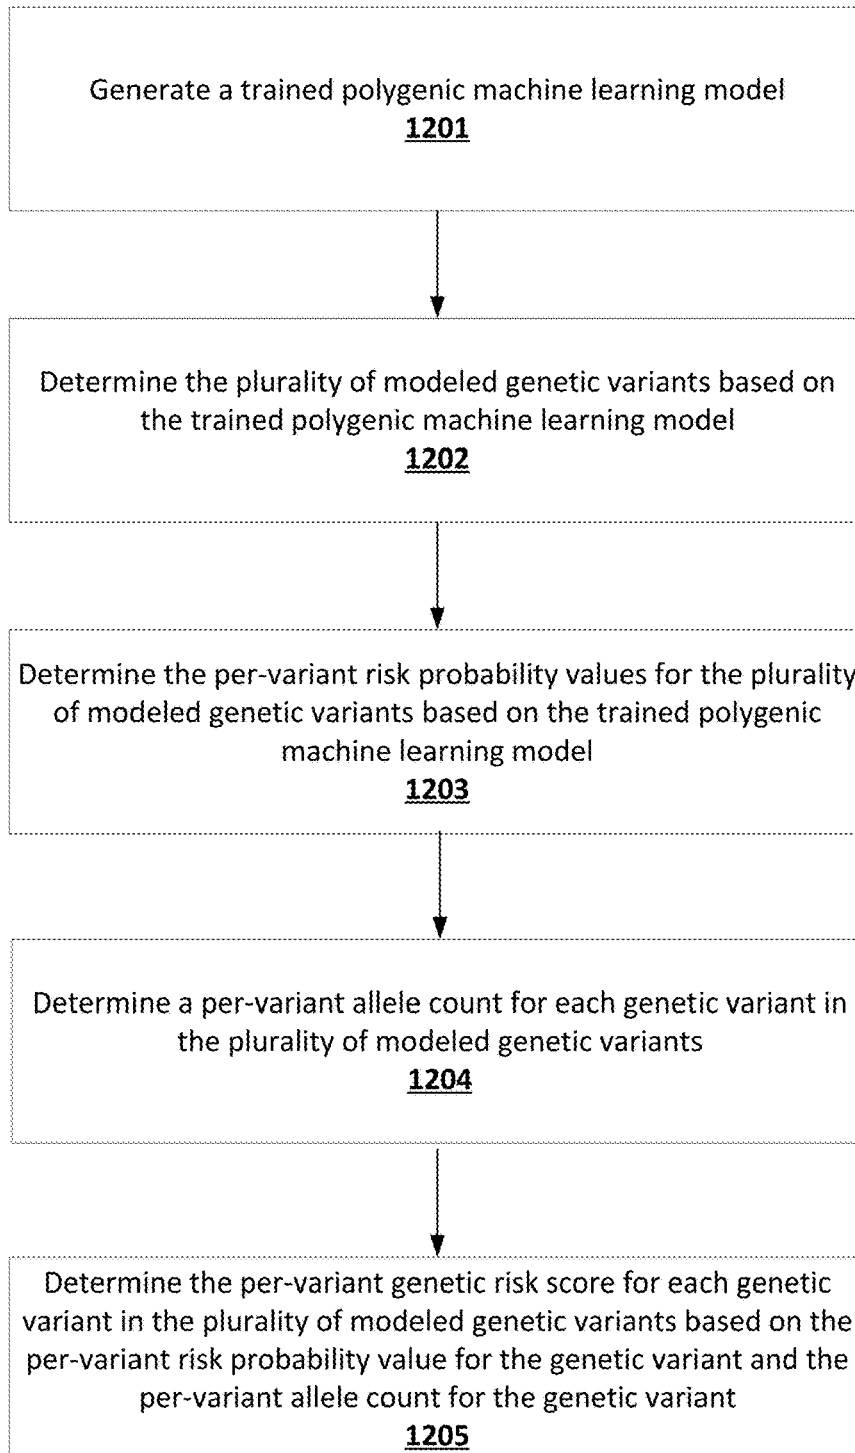 Generate a trained polygenic machine learning model
1201
Determine the plurality of modeled genetic variants based on
the trained polygenic machine learning model
1202
Determine the per-variant risk probability values for the plurality
of modeled genetic variants based on the trained polygenic
machine learning model
1203
Determine a per-variant allele count for each genetic variant in
the plurality of modeled genetic variants
1204
Determine the per-variant genetic risk score for each genetic
variant in the plurality of modeled genetic variants based on the
per-variant risk probability value for the genetic variant and the
per-variant allele count for the genetic variant
1205